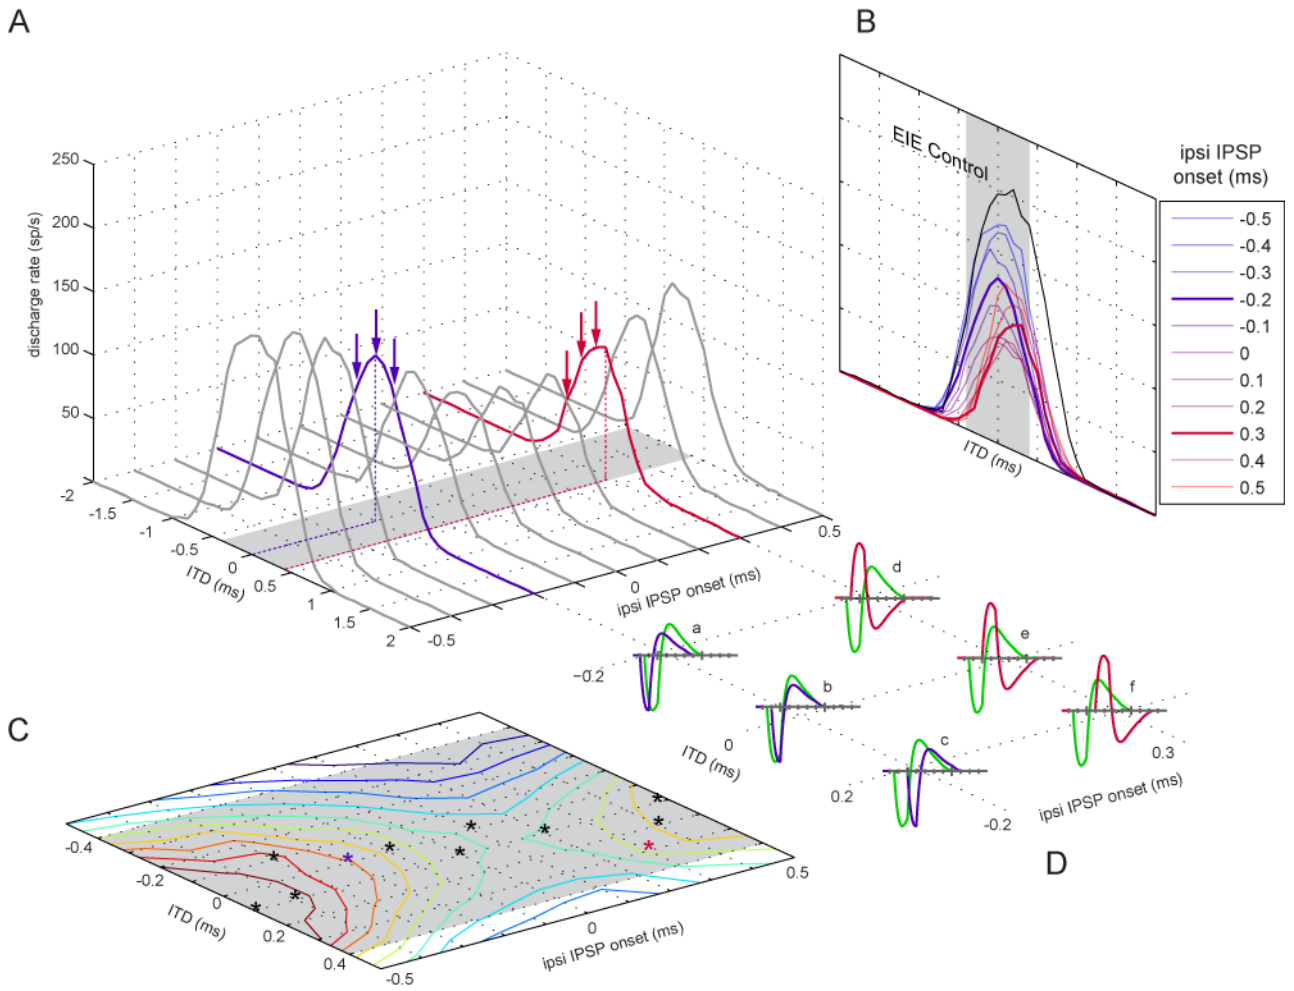 A
B
250
200
150
100
50
discharge rate (sp/s)
-2
-1.5
-1
-0.5
0
0.5
1
1.5
2
ITD (ms)
-0.5
0
0.5
ipsi IPSP onset (ms)
EIE Control
ITD (ms)
ipsi IPSP
onset (ms)
-0.5
-0.4
-0.3
-0.2
-0.1
0
0.1
0.2
0.3
0.4
0.5
C
-0.4
-0.2
0
0.2
0.4
ITD (ms)
-0.5
0
0.5
ipsi IPSP onset (ms)
* * * * * * * * * * *
a
b
c
d
e
f
−0.2
0
0.2
ITD (ms)
-0.2
0.3
ipsi IPSP onset (ms)
D